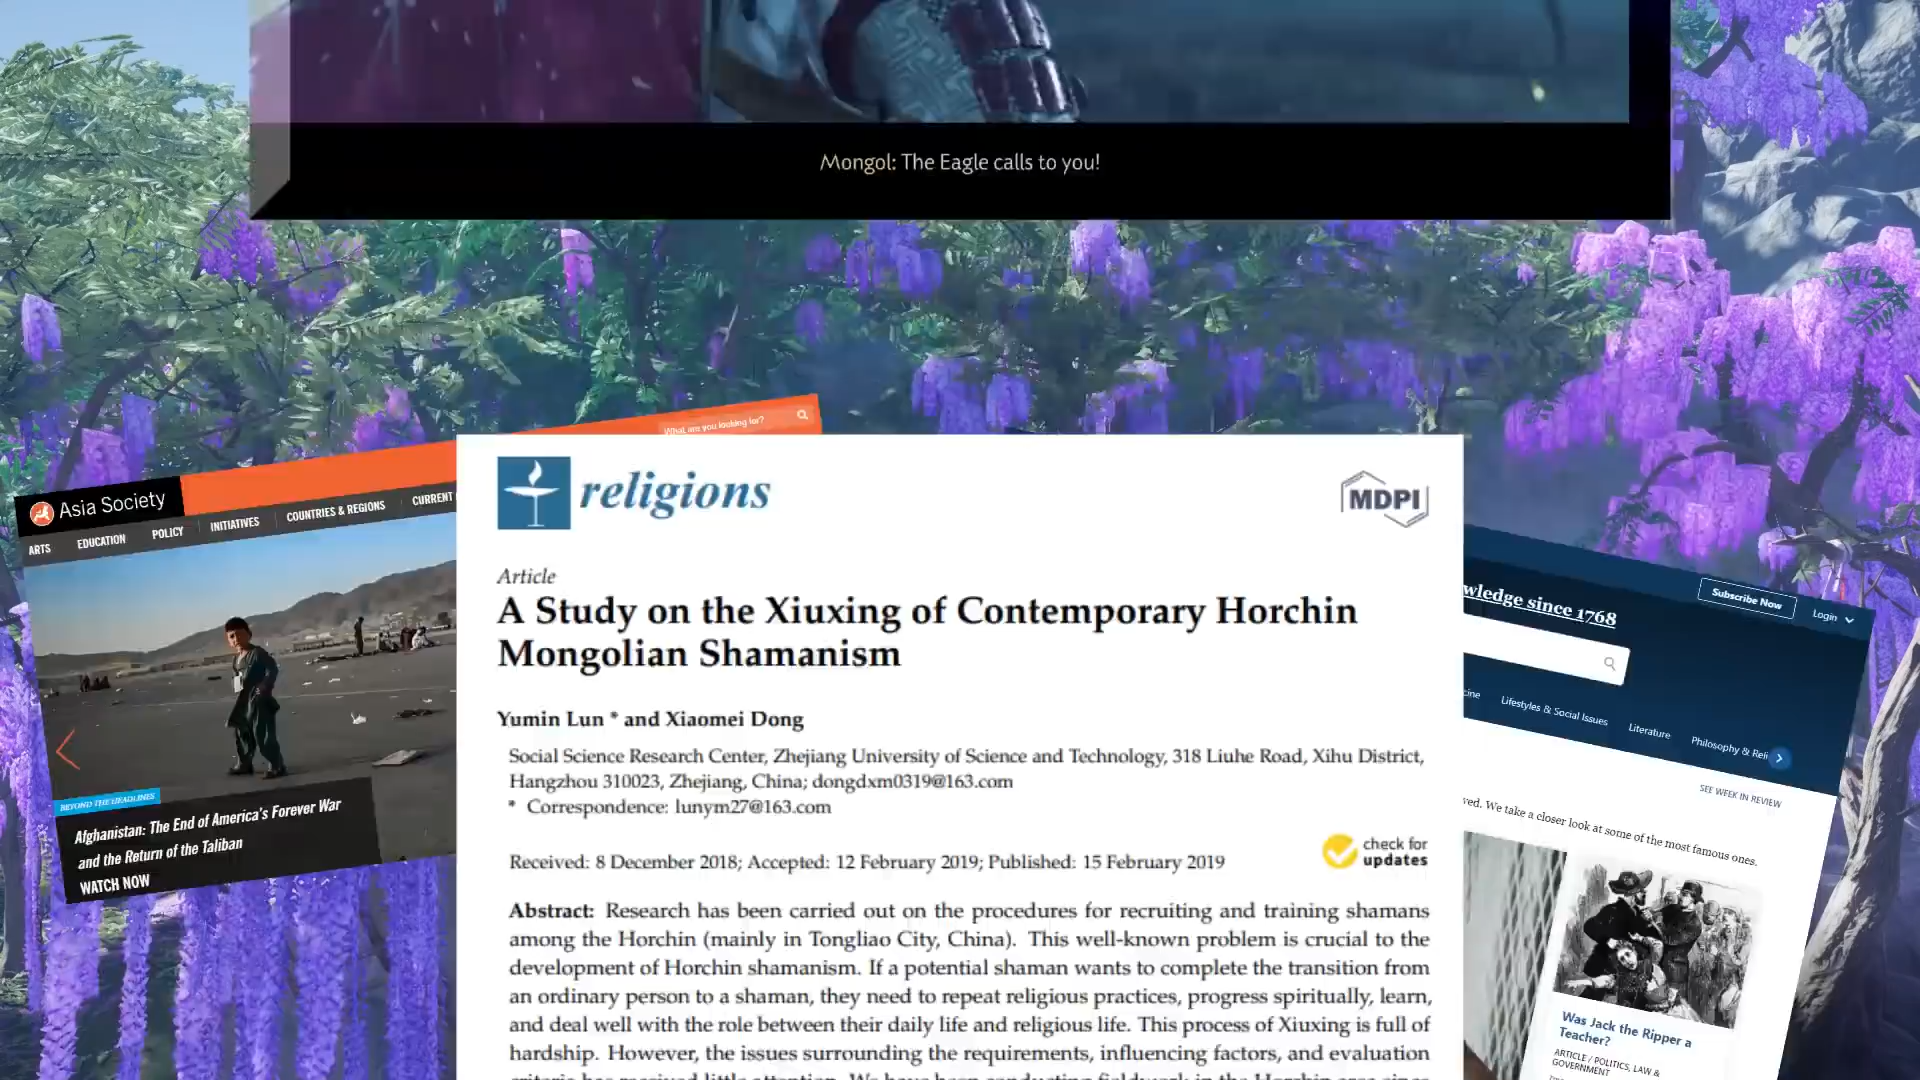 Mongol: The Eagle calls to you!
What are you looking for?
Asia Society
ARTS EDUCATION POLICY INITIATIVES COUNTRIES & REGIONS CURRENT
BEYOND THE HEADLINES
Afghanistan: The End of America's Forever War
and the Return of the Taliban
WATCH NOW
religions
MDPI
Article
A Study on the Xiuxing of Contemporary Horchin
Mongolian Shamanism
Yumin Lun * and Xiaomei Dong
Social Science Research Center, Zhejiang University of Science and Technology, 318 Liuhe Road, Xihu District,
Hangzhou 310023, Zhejiang, China; dongdxm0319@163.com
* Correspondence: lunym27@163.com
check for
updates
Received: 8 December 2018; Accepted: 12 February 2019; Published: 15 February 2019
Abstract: Research has been carried out on the procedures for recruiting and training shamans
among the Horchin (mainly in Tongliao City, China). This well-known problem is crucial to the
development of Horchin shamanism. If a potential shaman wants to complete the transition from
an ordinary person to a shaman, they need to repeat religious practices, progress spiritually, learn,
and deal well with the role between their daily life and religious life. This process of Xiuxing is full of
hardship. However, the issues surrounding the requirements, influencing factors, and evaluation
wledge since 1768
Subscribe Now
Login
cine Lifestyles & Social Issues Literature Philosophy & Reli
SEE WEEK IN REVIEW
ved. We take a closer look at some of the most famous ones.
Was Jack the Ripper a
Teacher?
ARTICLE / POLITICS, LAW &
GOVERNMENT